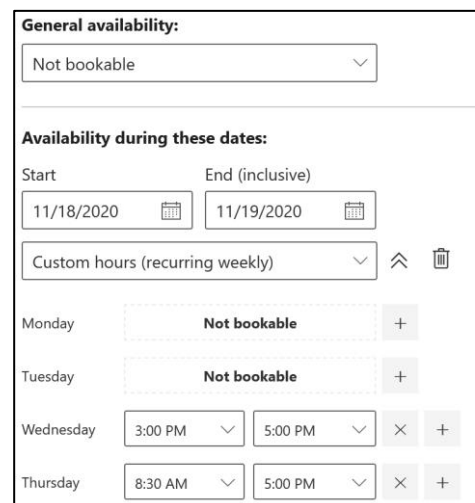 General availability:
Not bookable
Availability during these dates:
Start End (inclusive)
11/18/2020 11/19/2020
Custom hours (recurring weekly)
Monday Not bookable +
Tuesday Not bookable +
Wednesday 3:00 PM 5:00 PM × +
Thursday 8:30 AM 5:00 PM × +